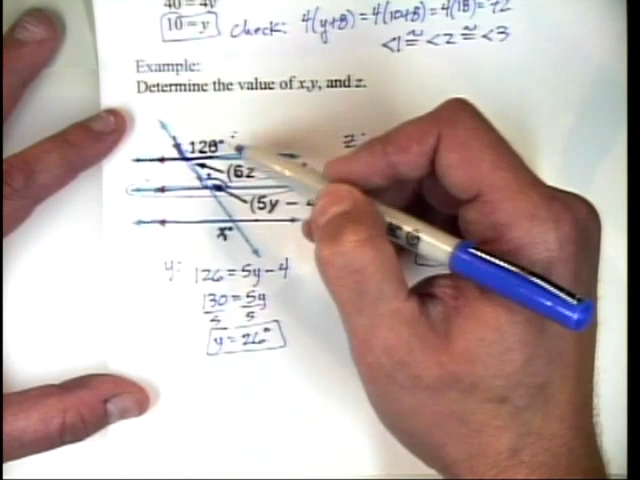 40 = 4y
10 = y
check: 4(y+8) = 4(10+8) = 4(18) = 72
<1 ≅ <2 ≅ <3
Example:
Determine the value of x,y, and z.
126°
z:
(6z
(5y − 4
x°
y: 126 = 5y − 4
130 = 5y
5 5
y = 26°